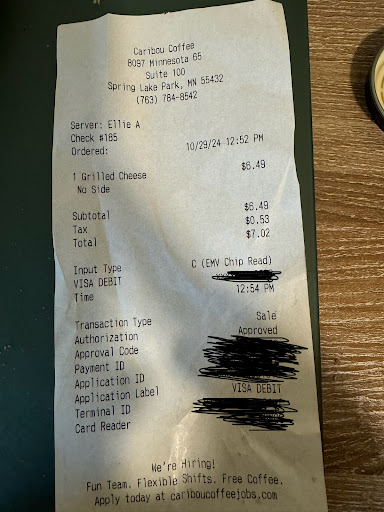 Caribou Coffee
8097 Minnesota 65
Suite 100
Spring Lake Park, MN 55432
(763) 784-8542
Server: Ellie A
Check #185
Ordered: 10/29/24 12:52 PM
1 Grilled Cheese $6.49
No Side
Subtotal $6.49
Tax $0.53
Total $7.02
Input Type C (EMV Chip Read)
VISA DEBIT
Time 12:54 PM
Transaction Type Sale
Authorization Approved
Approval Code
Payment ID
Application ID
Application Label VISA DEBIT
Terminal ID
Card Reader
We're Hiring!
Fun Team. Flexible Shifts. Free Coffee.
Apply today at cariboucoffeejobs.com